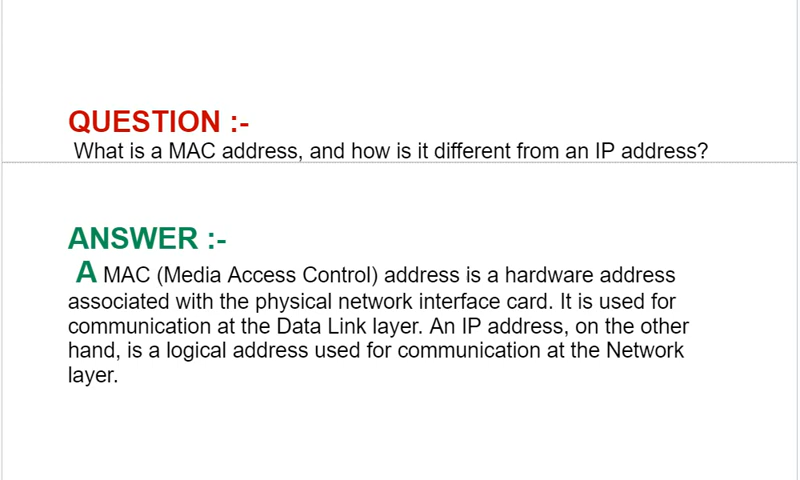 QUESTION :-
What is a MAC address, and how is it different from an IP address?
ANSWER :-
A MAC (Media Access Control) address is a hardware address
associated with the physical network interface card. It is used for
communication at the Data Link layer. An IP address, on the other
hand, is a logical address used for communication at the Network
layer.